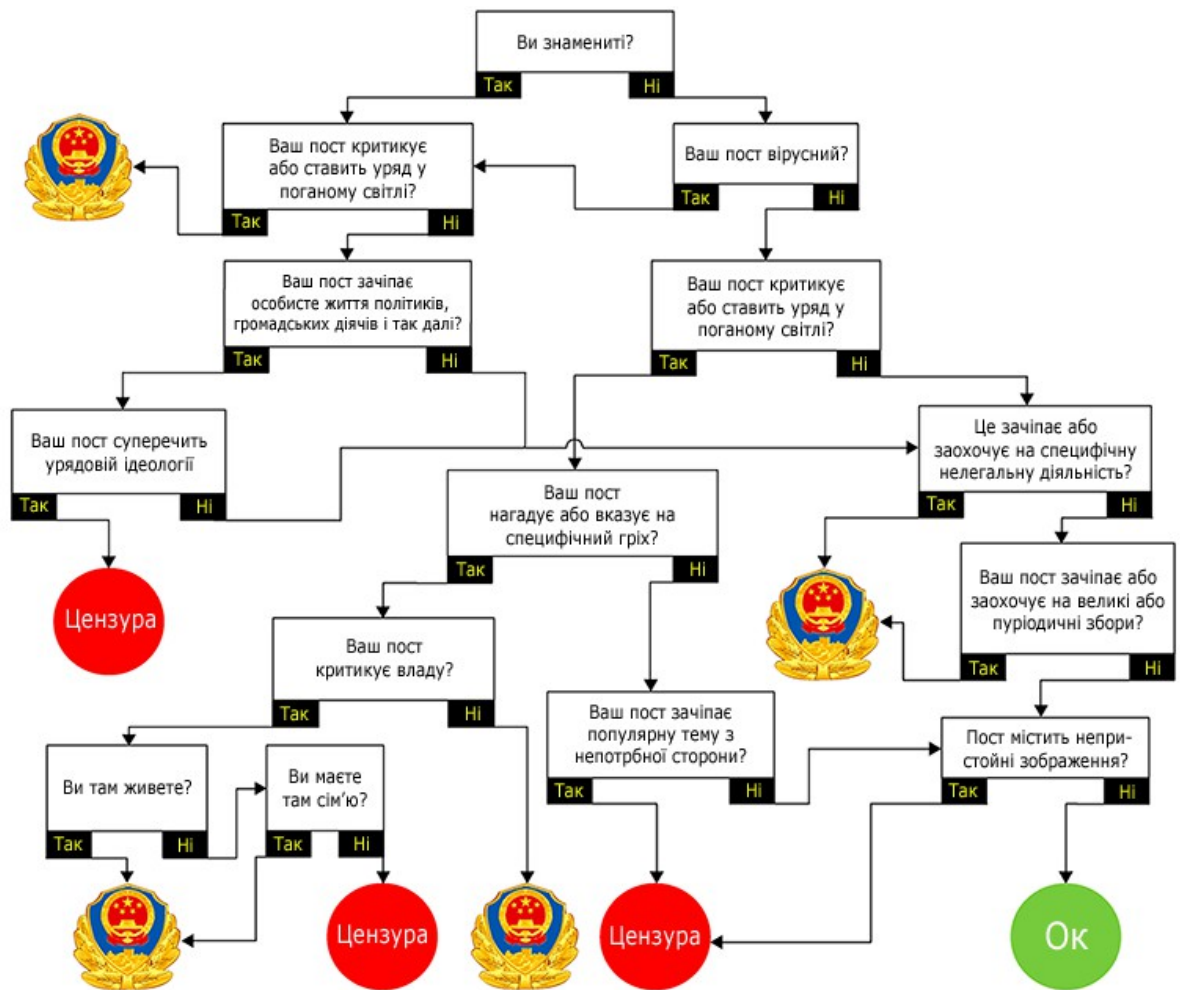 Ви знамениті?
Так
Ні
Ваш пост критикує
або ставить уряд у
поганому світлі?
Так
Ні
Ваш пост вірусний?
Так
Ні
Ваш пост зачіпає
особисте життя політиків,
громадських діячів і так далі?
Так
Ні
Ваш пост критикує
або ставить уряд у
поганому світлі?
Так
Ні
Ваш пост суперечить
урядовій ідеології
Так
Ні
Це зачіпає або
заохочує на специфічну
нелегальну діяльність?
Так
Ні
Ваш пост
нагадує або вказує на
специфічний гріх?
Так
Ні
Ваш пост зачіпає або
заохочує на великі або
пуріодичні збори?
Так
Ні
Цензура
Ваш пост
критикує владу?
Так
Ні
Ваш пост зачіпає
популярну тему з
непотрбної сторони?
Так
Ні
Пост містить непри-
стойні зображення?
Так
Ні
Ви там живете?
Так
Ні
Ви маєте
там сім’ю?
Так
Ні
Цензура
Цензура
Ок